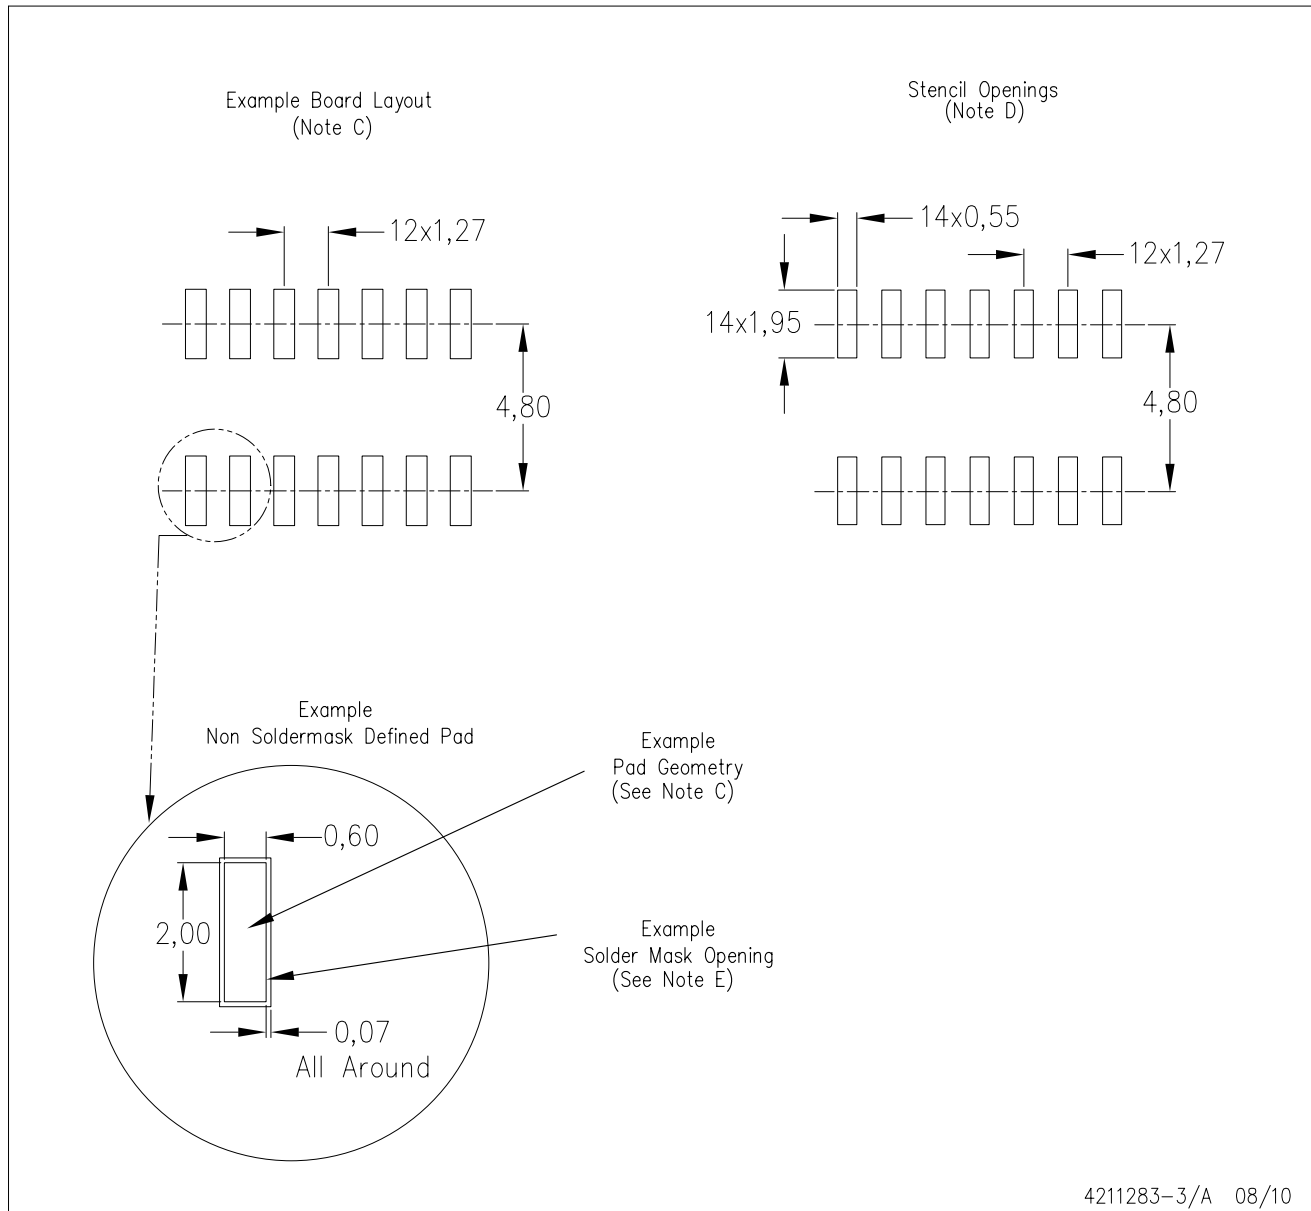 Example Board Layout
(Note C)
12x1,27
4,80
Stencil Openings
(Note D)
14x0,55
12x1,27
14x1,95
4,80
Example
Non Soldermask Defined Pad
0,60
2,00
0,07
All Around
Example
Pad Geometry
(See Note C)
Example
Solder Mask Opening
(See Note E)
4211283-3/A 08/10